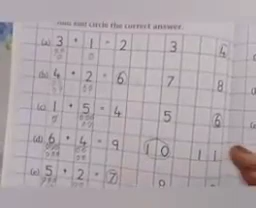 and circle the correct answer.
(a) 3 + 1 = 2 3 4
(b) 4 + 2 = 6 7 8
(c) 1 + 5 = 4 5 6
(d) 6 + 4 = 9 10 11
(e) 5 + 2 = 7